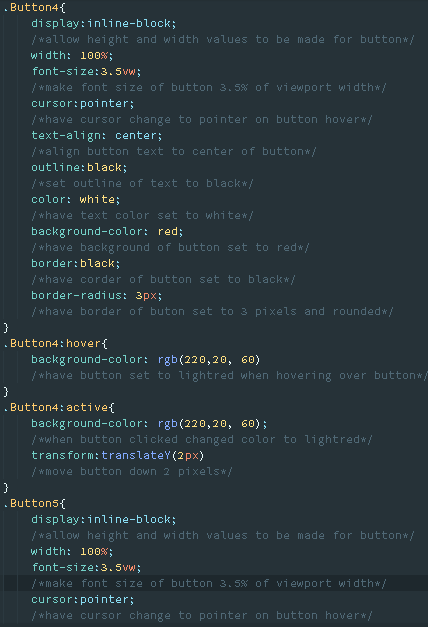 .Button4{
display:inline-block;
/*allow height and width values to be made for button*/
width: 100%;
font-size:3.5vw;
/*make font size of button 3.5% of viewport width*/
cursor:pointer;
/*have cursor change to pointer on button hover*/
text-align: center;
/*align button text to center of button*/
outline:black;
/*set outline of text to black*/
color: white;
/*have text color set to white*/
background-color: red;
/*have background of button set to red*/
border:black;
/*have corder of button set to black*/
border-radius: 3px;
/*have border of buton set to 3 pixels and rounded*/
}
.Button4:hover{
background-color: rgb(220,20, 60)
/*have button set to lightred when hovering over button*/
}
.Button4:active{
background-color: rgb(220,20, 60);
/*when button clicked changed color to lightred*/
transform:translateY(2px)
/*move button down 2 pixels*/
}
.Button5{
display:inline-block;
/*allow height and width values to be made for button*/
width: 100%;
font-size:3.5vw;
/*make font size of button 3.5% of viewport width*/
cursor:pointer;
/*have cursor change to pointer on button hover*/